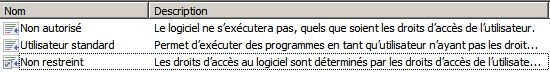 Nom Description
Non autorisé Le logiciel ne s'exécutera pas, quels que soient les droits d'accès de l'utilisateur.
Utilisateur standard Permet d'exécuter des programmes en tant qu'utilisateur n'ayant pas les droit...
Non restreint Les droits d'accès au logiciel sont déterminés par les droits d'accès de l'utilisate...